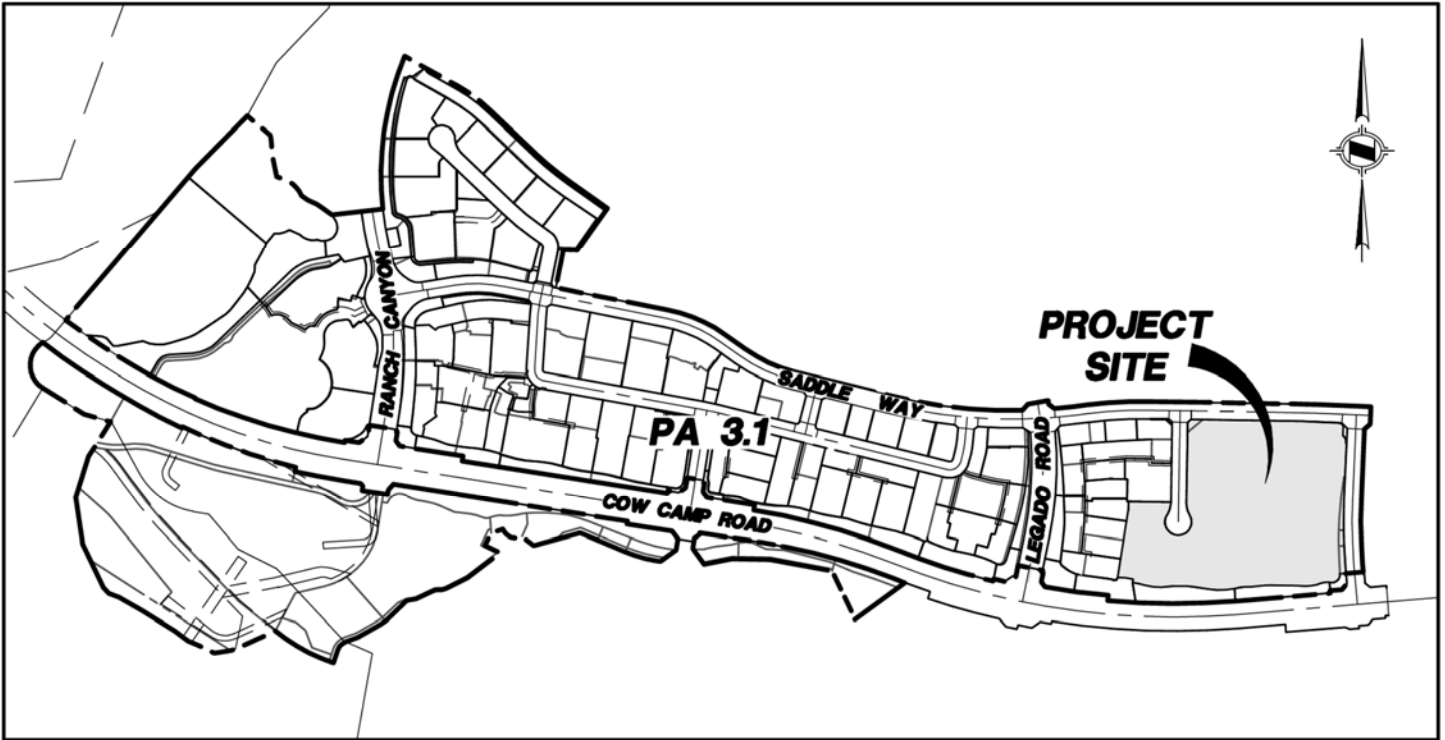 RANCH CANYON
PROJECT
SITE
SADDLE WAY
PA 3.1
LEGADO ROAD
COW CAMP ROAD